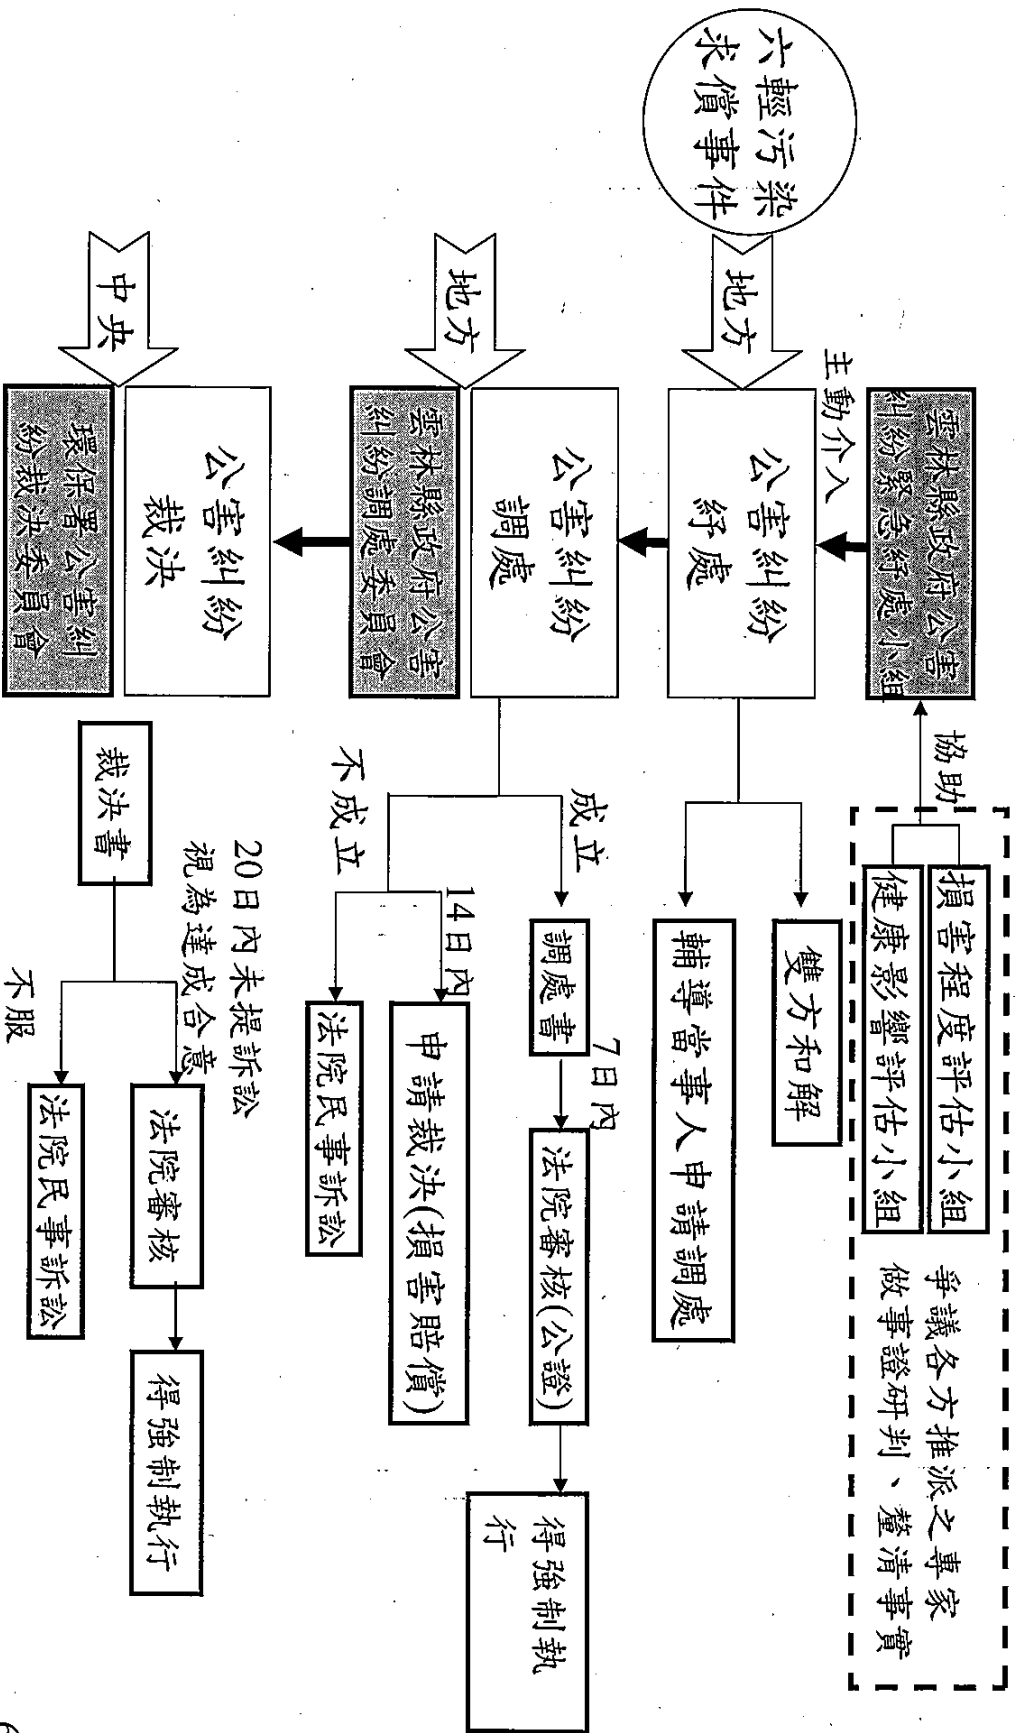 六輕污染
求償事件
地方
主動介入
雲林縣政府公害
糾紛緊急紓處小組
協助
損害程度評估小組
健康影響評估小組
爭議各方推派之專家
做事證研判、釐清事實
公害糾紛
紓處
雙方和解
輔導當事人申請調處
地方
公害糾紛
調處
雲林縣政府公害
糾紛調處委員會
成立
調處書
7日內
法院審核(公證)
得強制執
行
不成立
14日內
申請裁決(損害賠償)
法院民事訴訟
中央
公害糾紛
裁決
環保署公害糾
紛裁決委員會
裁決書
20日內未提訴訟
視為達成合意
法院審核
得強制執行
不服
法院民事訴訟